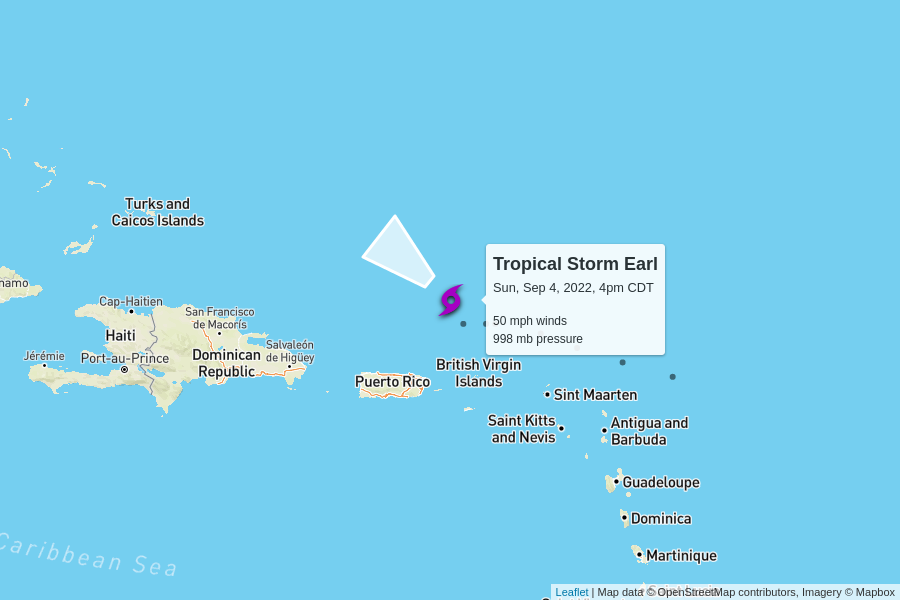 Turks and
Caicos Islands
Tropical Storm Earl
Sun, Sep 4, 2022, 4pm CDT
50 mph winds
998 mb pressure
namo
Cap-Haitien
San Francisco
de Macorís
Haiti
Jérémie
Port-au-Prince
Dominican
Republic
Salvaleón
de Higüey
Puerto Rico
British Virgin
Islands
Sint Maarten
Saint Kitts
and Nevis
Antigua and
Barbuda
Guadeloupe
Dominica
Martinique
Caribbean Sea
Leaflet | Map data © OpenStreetMap contributors, Imagery © Mapbox